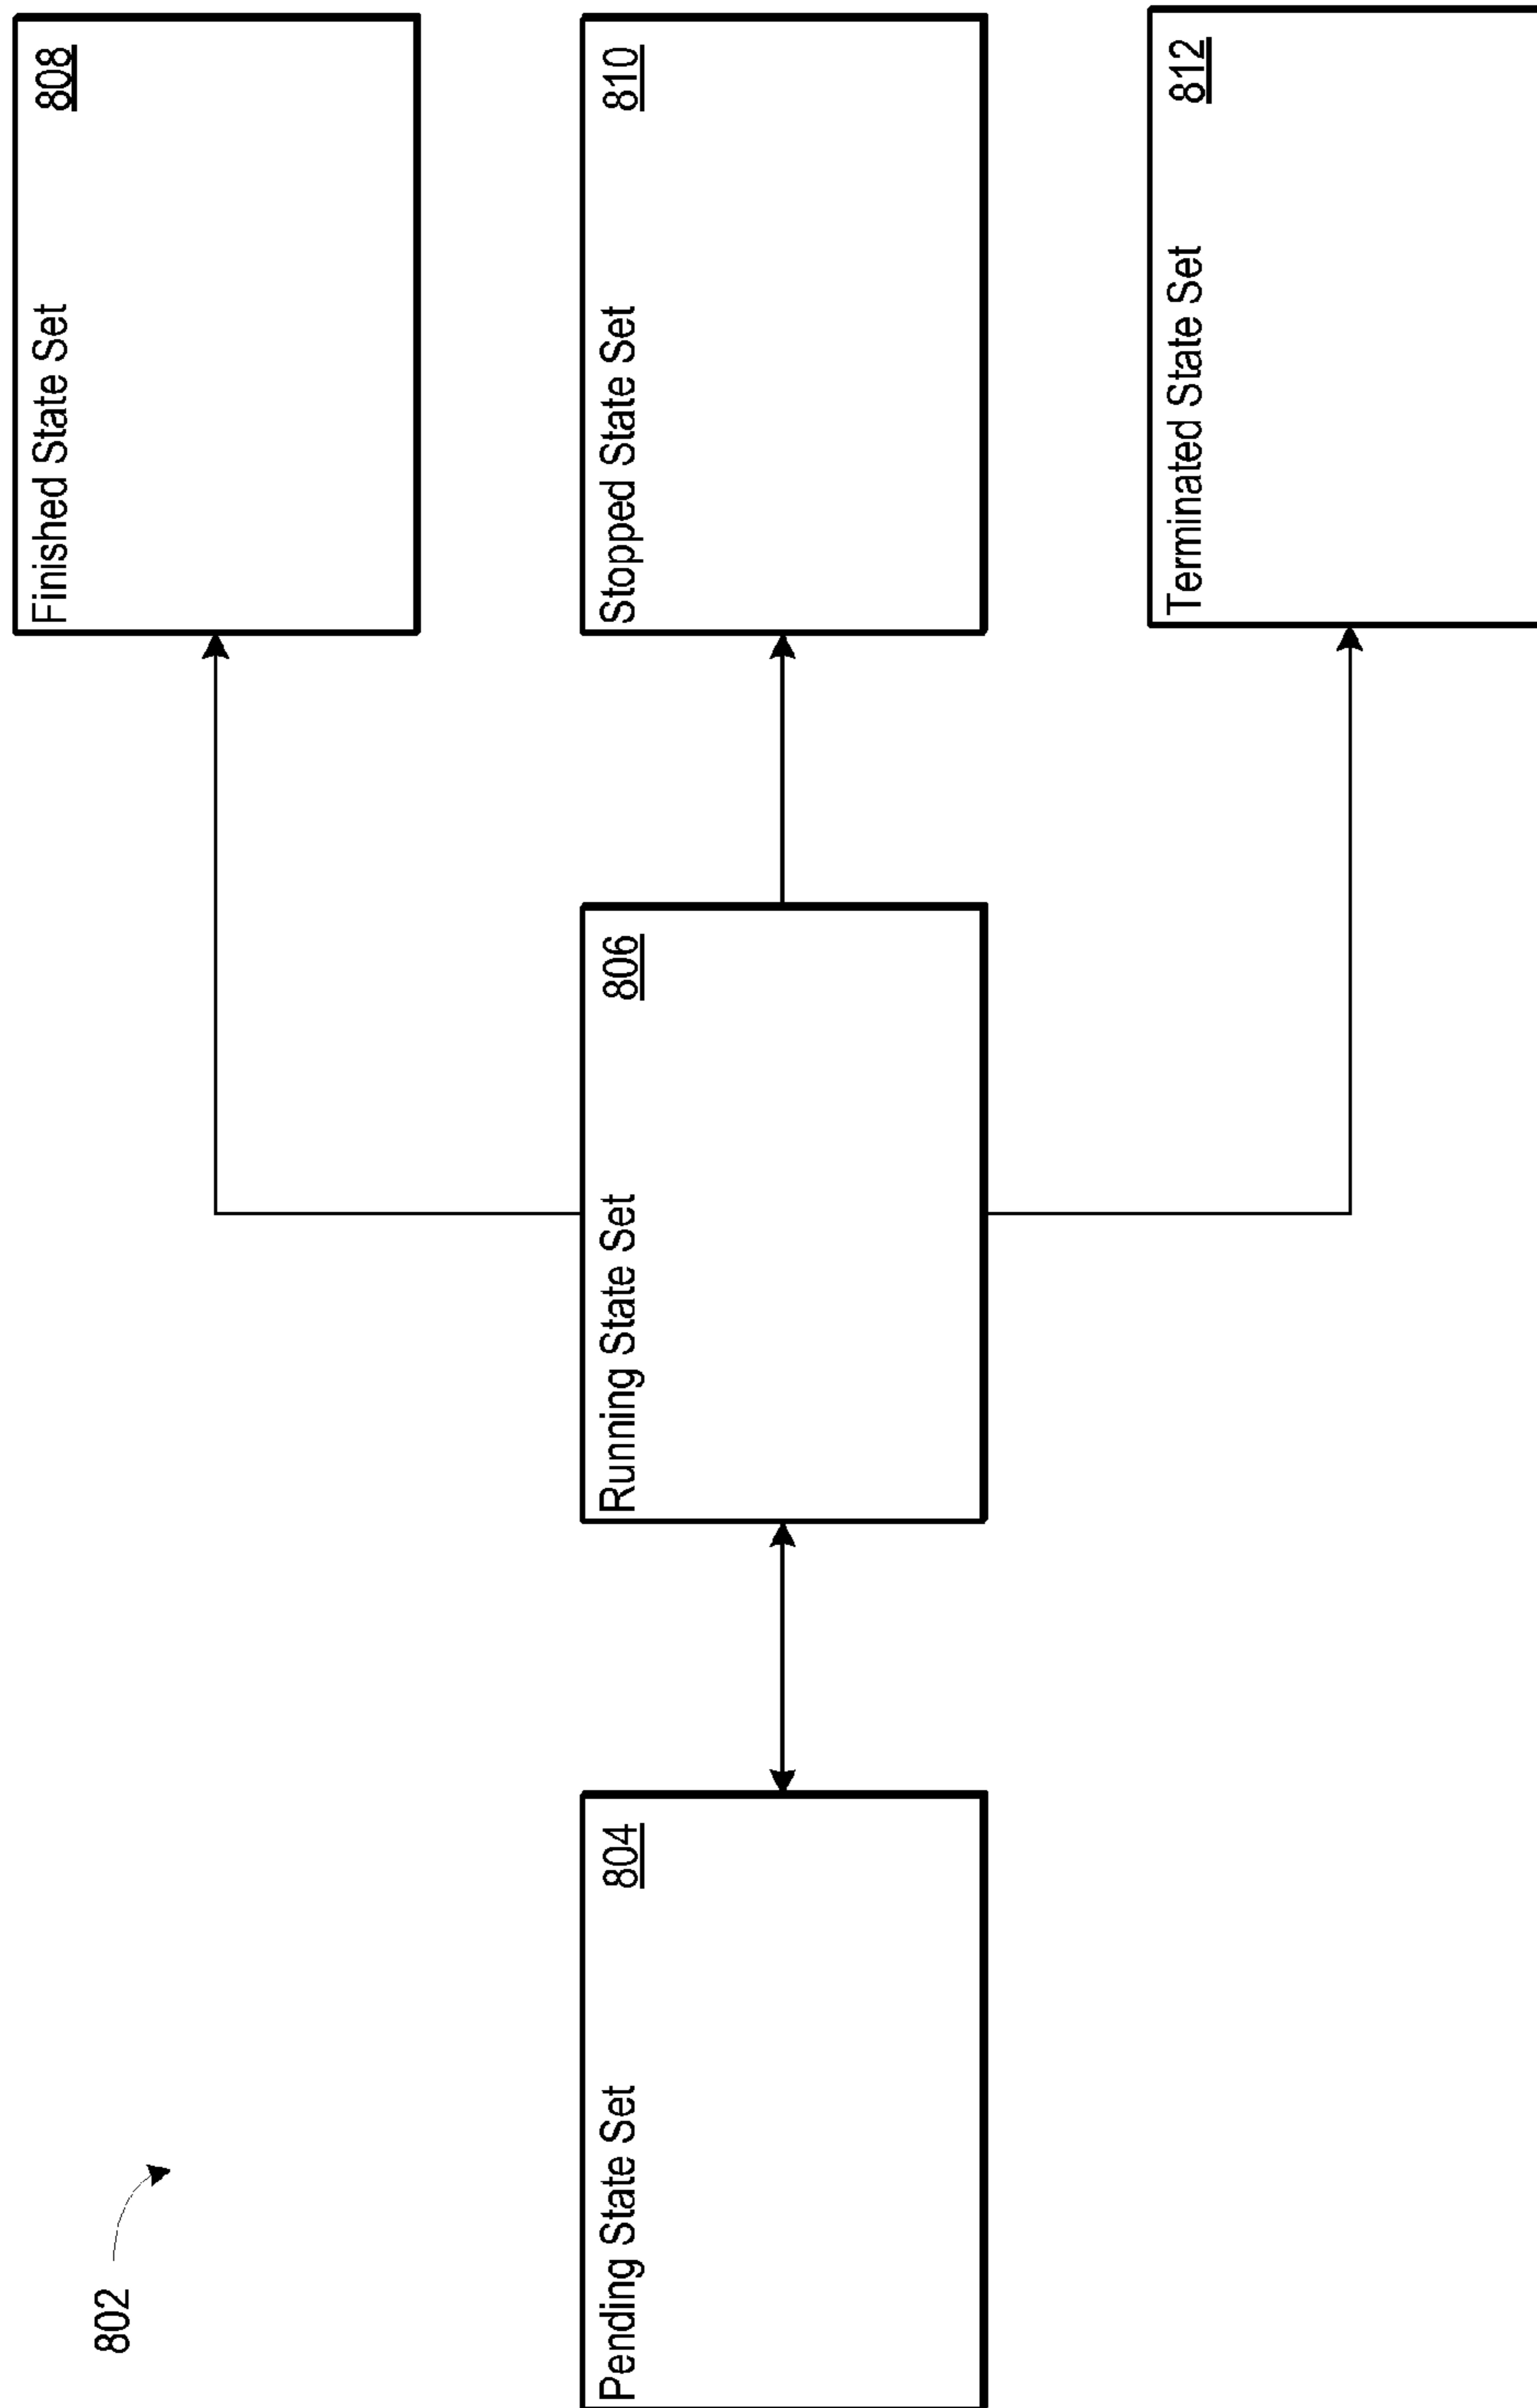 802
Finished State Set 808
Pending State Set 804
Running State Set 806
Stopped State Set 810
Terminated State Set 812